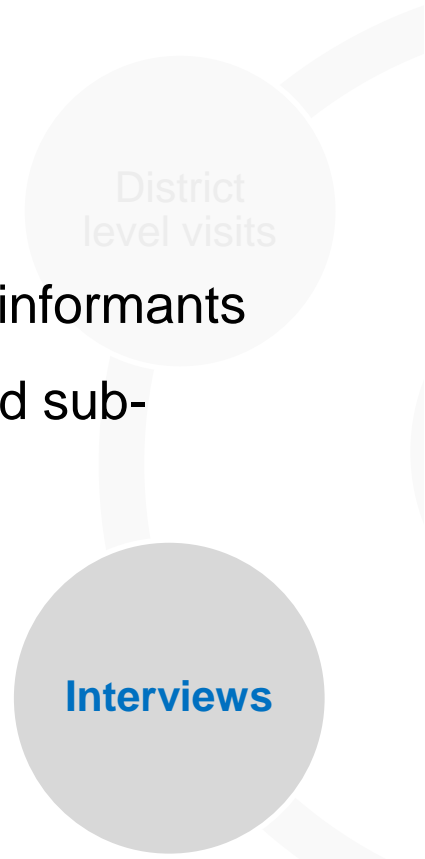 District
level visits
informants
d sub-
Interviews